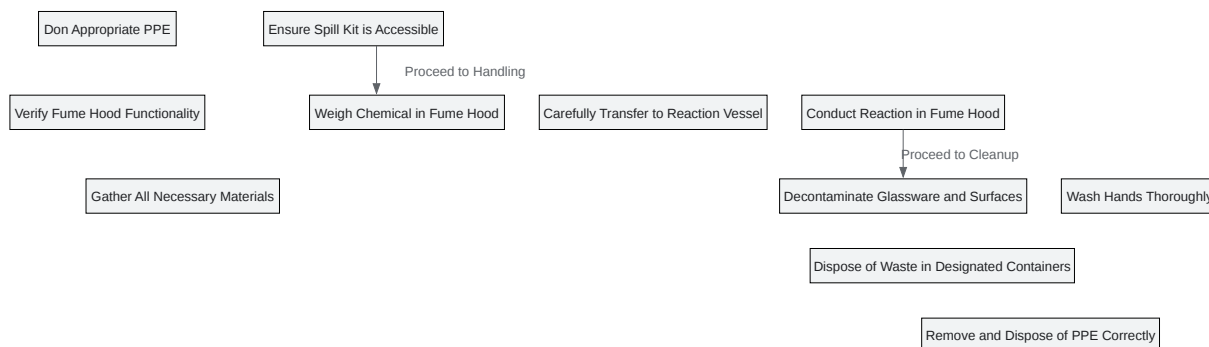 Don Appropriate PPE
Ensure Spill Kit is Accessible
Proceed to Handling
Verify Fume Hood Functionality
Weigh Chemical in Fume Hood
Carefully Transfer to Reaction Vessel
Conduct Reaction in Fume Hood
Proceed to Cleanup
Gather All Necessary Materials
Decontaminate Glassware and Surfaces
Wash Hands Thoroughly
Dispose of Waste in Designated Containers
Remove and Dispose of PPE Correctly